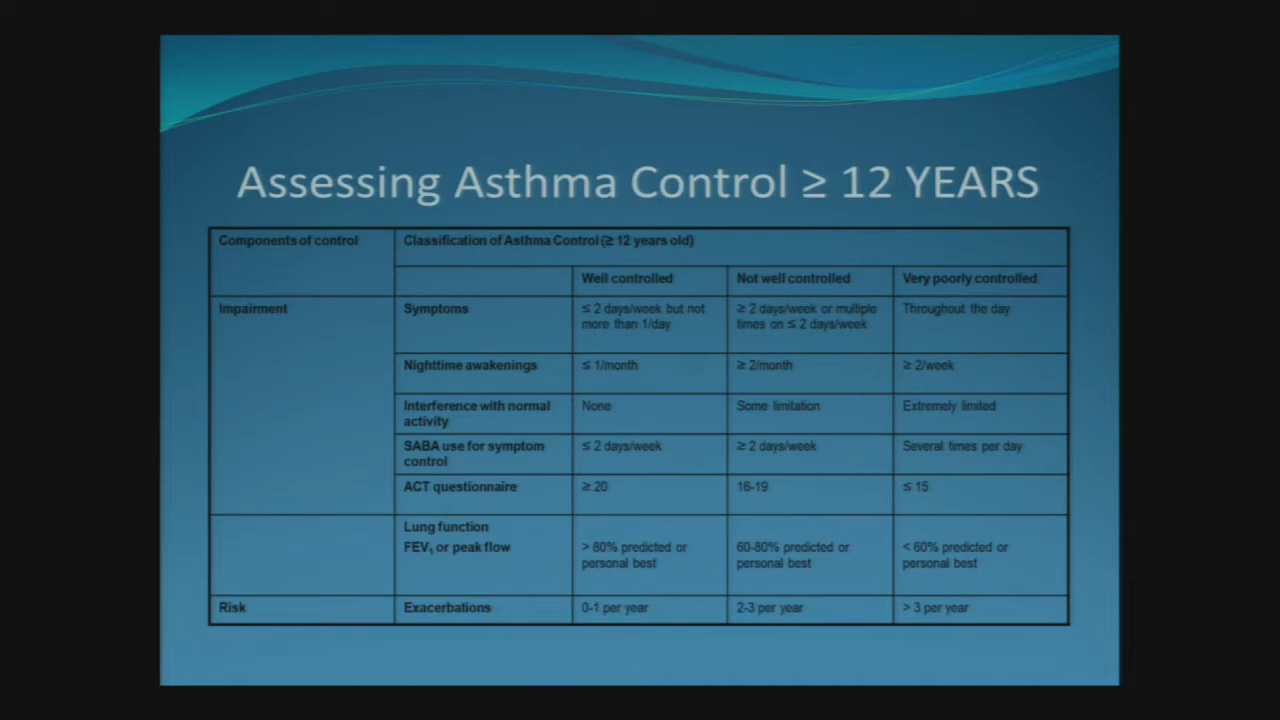 Assessing Asthma Control ≥ 12 YEARS
Components of control
Classification of Asthma Control (≥ 12 years old)
Well controlled
Not well controlled
Very poorly controlled
Impairment
Symptoms
≤ 2 days/week but not
more than 1/day
≥ 2 days/week or multiple
times on ≤ 2 days/week
Throughout the day
Nighttime awakenings
≤ 1/month
≥ 2/month
≥ 2/week
Interference with normal
activity
None
Some limitation
Extremely limited
SABA use for symptom
control
≤ 2 days/week
≥ 2 days/week
Several times per day
ACT questionnaire
≥ 20
16-19
≤ 15
Lung function
FEV₁ or peak flow
> 80% predicted or
personal best
60-80% predicted or
personal best
< 60% predicted or
personal best
Risk
Exacerbations
0-1 per year
2-3 per year
> 3 per year